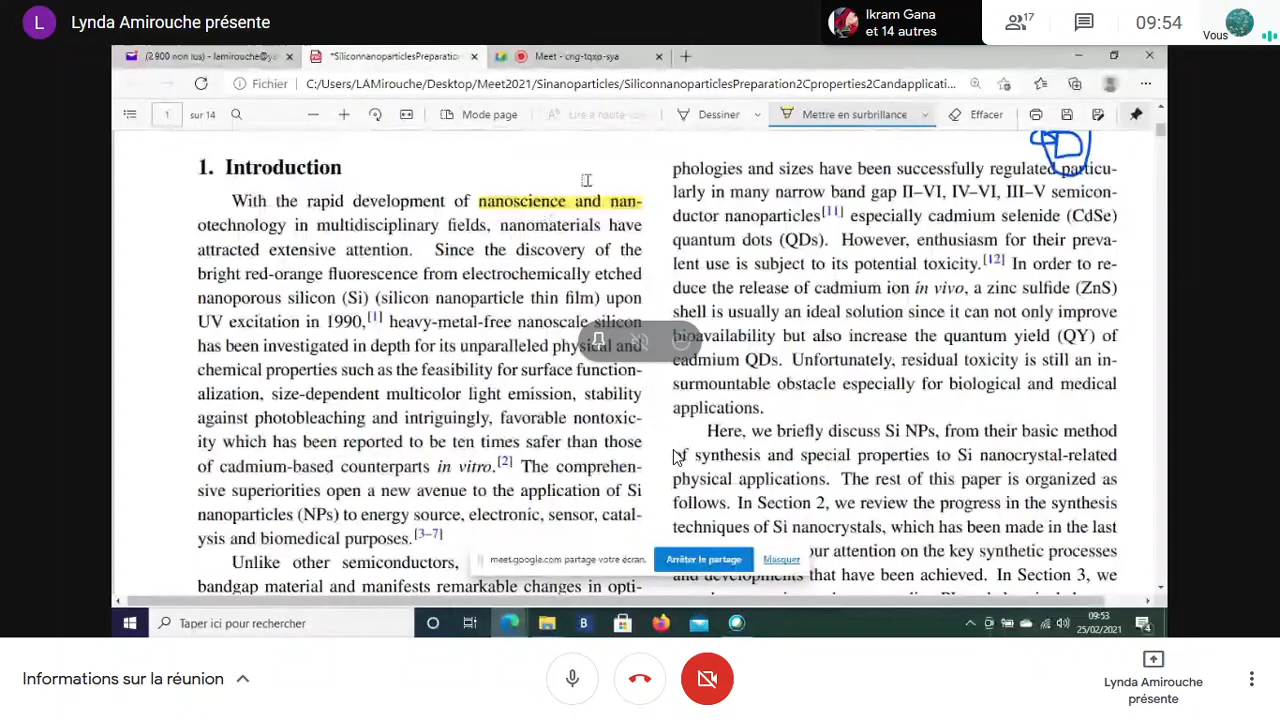 L Lynda Amirouche présente
Ikram Gana
et 14 autres
17
09:54
Vous
(2 900 non lus) - lamirouche@ya
*SiliconnanoparticlesPreparation
Meet - cng-tqxp-sya
Fichier
C:/Users/LAMirouche/Desktop/Meet2021/Sinanoparticles/SiliconnanoparticlesPreparation2Cproperties2Candapplicati...
1 sur 14
Mode page
Lire à haute
Dessiner
Mettre en surbrillance
Effacer
1. Introduction
With the rapid development of nanoscience and nan-
otechnology in multidisciplinary fields, nanomaterials have
attracted extensive attention. Since the discovery of the
bright red-orange fluorescence from electrochemically etched
nanoporous silicon (Si) (silicon nanoparticle thin film) upon
UV excitation in 1990,[1] heavy-metal-free nanoscale silicon
has been investigated in depth for its unparalleled physical and
chemical properties such as the feasibility for surface function-
alization, size-dependent multicolor light emission, stability
against photobleaching and intriguingly, favorable nontoxic-
ity which has been reported to be ten times safer than those
of cadmium-based counterparts in vitro.[2] The comprehen-
sive superiorities open a new avenue to the application of Si
nanoparticles (NPs) to energy source, electronic, sensor, catal-
ysis and biomedical purposes.[3–7]
Unlike other semiconductors,
bandgap material and manifests remarkable changes in opti-
phologies and sizes have been successfully regulated particu-
larly in many narrow band gap II–VI, IV–VI, III–V semicon-
ductor nanoparticles[11] especially cadmium selenide (CdSe)
quantum dots (QDs). However, enthusiasm for their preva-
lent use is subject to its potential toxicity.[12] In order to re-
duce the release of cadmium ion in vivo, a zinc sulfide (ZnS)
shell is usually an ideal solution since it can not only improve
bioavailability but also increase the quantum yield (QY) of
cadmium QDs. Unfortunately, residual toxicity is still an in-
surmountable obstacle especially for biological and medical
applications.
Here, we briefly discuss Si NPs, from their basic method
of synthesis and special properties to Si nanocrystal-related
physical applications. The rest of this paper is organized as
follows. In Section 2, we review the progress in the synthesis
techniques of Si nanocrystals, which has been made in the last
our attention on the key synthetic processes
and developments that have been achieved. In Section 3, we
meet.google.com partage votre écran.
Arrêter le partage
Masquer
Taper ici pour rechercher
B
09:53
25/02/2021
4
Informations sur la réunion
Lynda Amirouche
présente